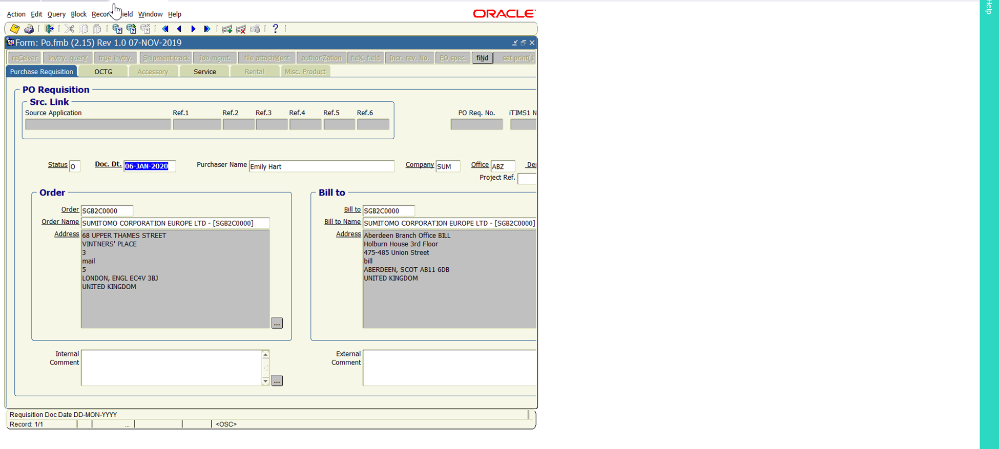 Action Edit Query Block Record Field Window Help
ORACLE
Form: Po.fmb (2.15) Rev 1.0 07-NOV-2019
reCeiver invtry. querY trUe invtry. Shipment track Job mgmt. file attachMent authoriZation fleX. field Incr. rev. No. PO spec. fiNd set print(1
Purchase Requisition OCTG Accessory Service Rental Misc. Product
PO Requisition
Src. Link
Source Application Ref.1 Ref.2 Ref.3 Ref.4 Ref.5 Ref.6 PO Req. No. iTIMS1 N
Status O Doc. Dt. 06-JAN-2020 Purchaser Name Emily Hart Company SUM Office ABZ De
Project Ref.
Order
Order SGB2C0000
Order Name SUMITOMO CORPORATION EUROPE LTD - [SGB2C0000]
Address 68 UPPER THAMES STREET
VINTNERS' PLACE
3
mail
5
LONDON, ENGL EC4V 3BJ
UNITED KINGDOM
...
Bill to
Bill to SGB2C0000
Bill to Name SUMITOMO CORPORATION EUROPE LTD - [SGB2C0000]
Address Aberdeen Branch Office BILL
Holburn House 3rd Floor
475-485 Union Street
bill
ABERDEEN, SCOT AB11 6DB
UNITED KINGDOM
Internal
Comment
...
External
Comment
Requisition Doc Date DD-MON-YYYY
Record: 1/1 ... <OSC>
Help